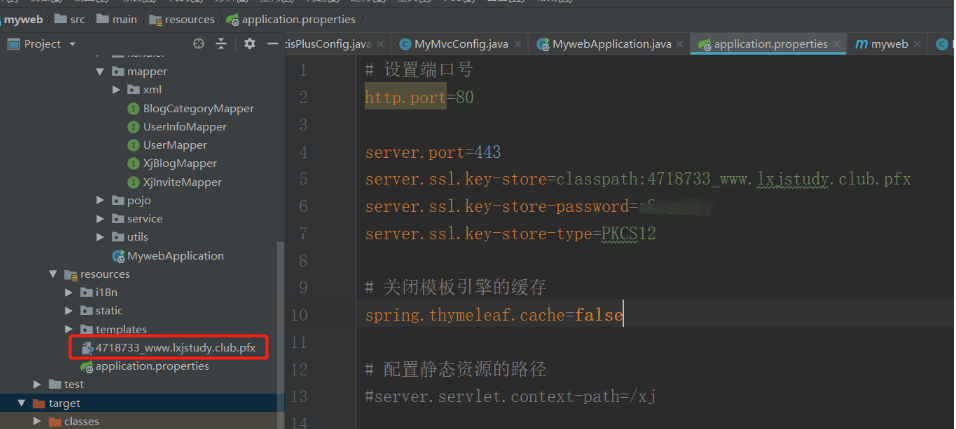 myweb src main resources application.properties
Project
tisPlusConfig.java MyMvcConfig.java MywebApplication.java application.properties myweb
mapper
xml
BlogCategoryMapper
UserInfoMapper
UserMapper
XjBlogMapper
XjInviteMapper
pojo
service
utils
MywebApplication
resources
i18n
static
templates
4718733_www.lxjstudy.club.pfx
application.properties
test
target
classes
1 # 设置端口号
2 http.port=80
3
4 server.port=443
5 server.ssl.key-store=classpath:4718733_www.lxjstudy.club.pfx
6 server.ssl.key-store-password=
7 server.ssl.key-store-type=PKCS12
8
9 # 关闭模板引擎的缓存
10 spring.thymeleaf.cache=false
11
12 # 配置静态资源的路径
13 #server.servlet.context-path=/xj
14